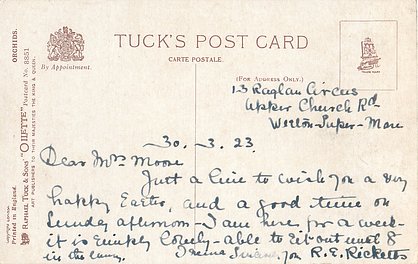 TUCK'S POST CARD
CARTE POSTALE.
By Appointment.
(FOR ADDRESS ONLY.)
TRADE MARK
ORCHIDS.
RAPHAEL TUCK & SONS' "OILETTE" Postcard No. 8851
ART PUBLISHERS TO THEIR MAJESTIES THE KING & QUEEN.
Printed in England.
13 Raglan Circus
Upper Church Rd
Weston-Super-Mare
30.3.23.
Dear Mrs Moore
Just a line to wish you a very
happy Easter, and a good time on
Sunday afternoon - I am here for a week -
it is simply lovely - able to sit out until 8
in the
R. E. Ricketts